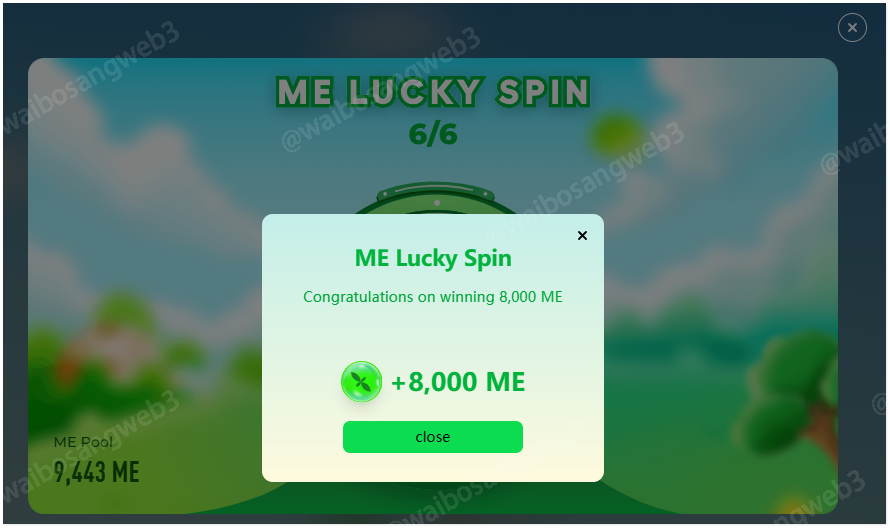 @waibosangweb3
@waibosangweb3
ME LUCKY SPIN
6/6
@waibosangweb3
@waibo
ME Lucky Spin
Congratulations on winning 8,000 ME
+8,000 ME
close
ME Pool
9,443 ME
@waibosangweb3
@waibosangweb3
@waibosangweb3